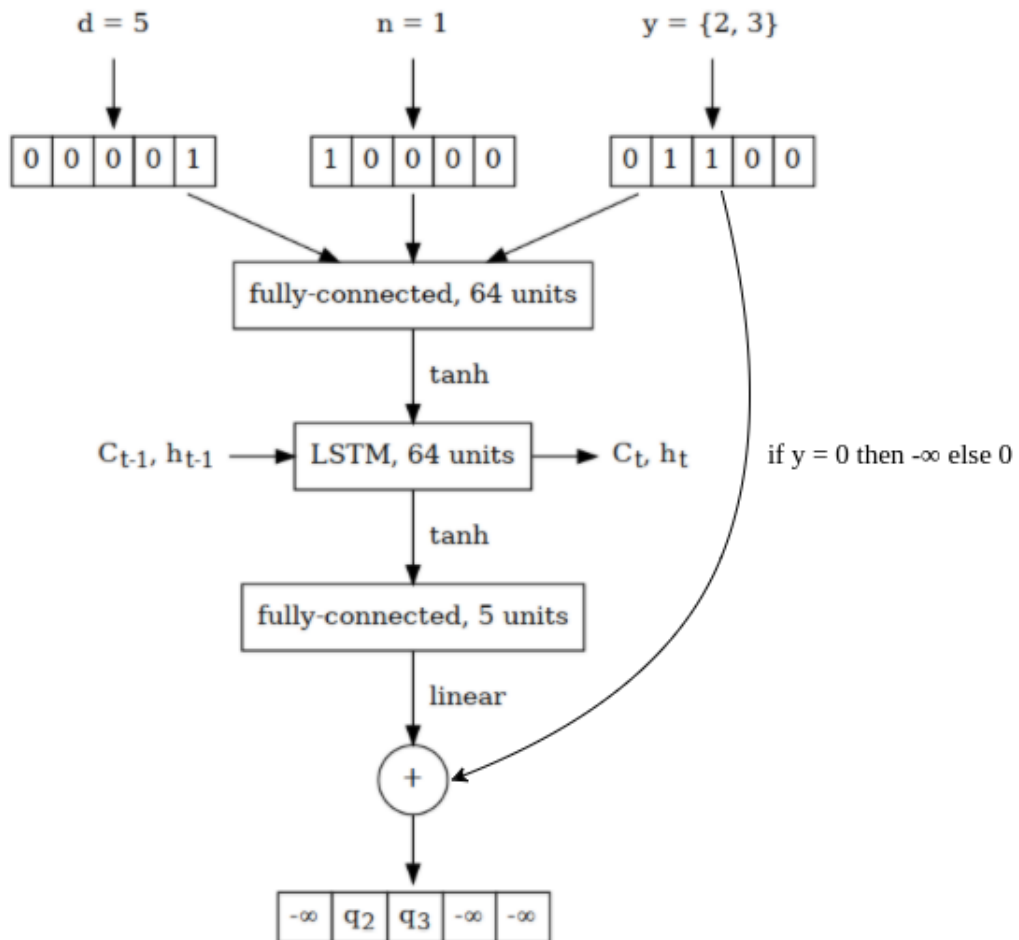 d = 5
n = 1
y = {2, 3}
0 0 0 0 1
1 0 0 0 0
0 1 1 0 0
fully-connected, 64 units
tanh
C_{t-1}, h_{t-1}
LSTM, 64 units
C_t, h_t
if y = 0 then -∞ else 0
tanh
fully-connected, 5 units
linear
+
-∞ q_2 q_3 -∞ -∞